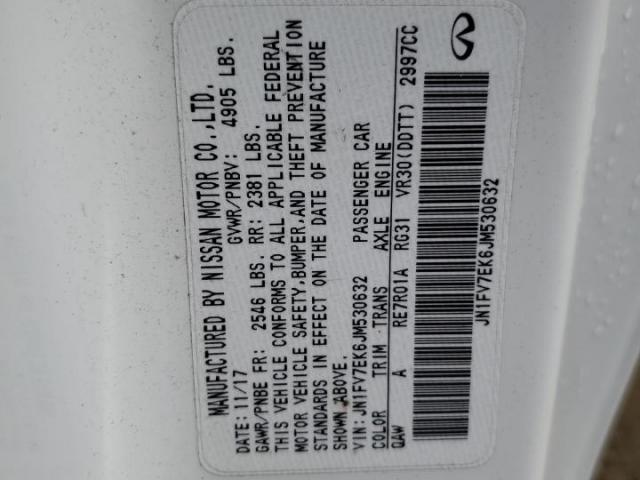 MANUFACTURED BY NISSAN MOTOR CO.,LTD.
DATE: 11/17 GVWR/PNBV: 4905 LBS.
GAWR/PNBE FR: 2546 LBS. RR: 2381 LBS.
THIS VEHICLE CONFORMS TO ALL APPLICABLE FEDERAL
MOTOR VEHICLE SAFETY,BUMPER,AND THEFT PREVENTION
STANDARDS IN EFFECT ON THE DATE OF MANUFACTURE
SHOWN ABOVE.
VIN: JN1FV7EK6JM530632 PASSENGER CAR
COLOR TRIM TRANS AXLE ENGINE
QAW A RE7R01A RG31 VR30(DDTT) 2997CC
JN1FV7EK6JM530632